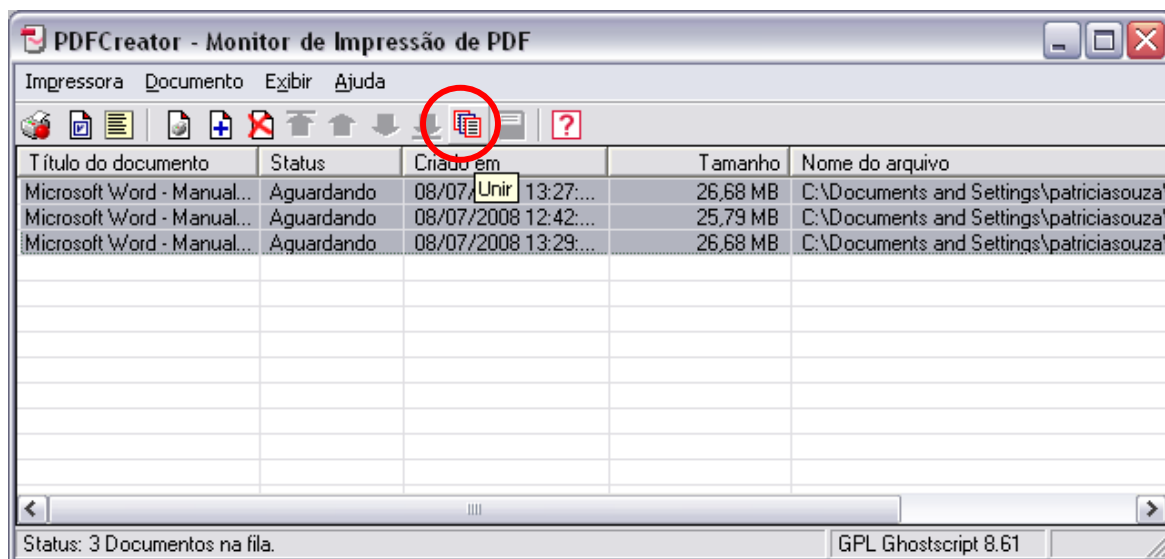 PDFCreator - Monitor de Impressão de PDF
Impressora Documento Exibir Ajuda
Título do documento Status Criado em Tamanho Nome do arquivo
Microsoft Word - Manual... Aguardando 08/07/ 13:27:... 26,68 MB C:\Documents and Settings\patriciasouza\
Unir
Microsoft Word - Manual... Aguardando 08/07/2008 12:42:... 25,79 MB C:\Documents and Settings\patriciasouza\
Microsoft Word - Manual... Aguardando 08/07/2008 13:29:... 26,68 MB C:\Documents and Settings\patriciasouza\
Status: 3 Documentos na fila. GPL Ghostscript 8.61